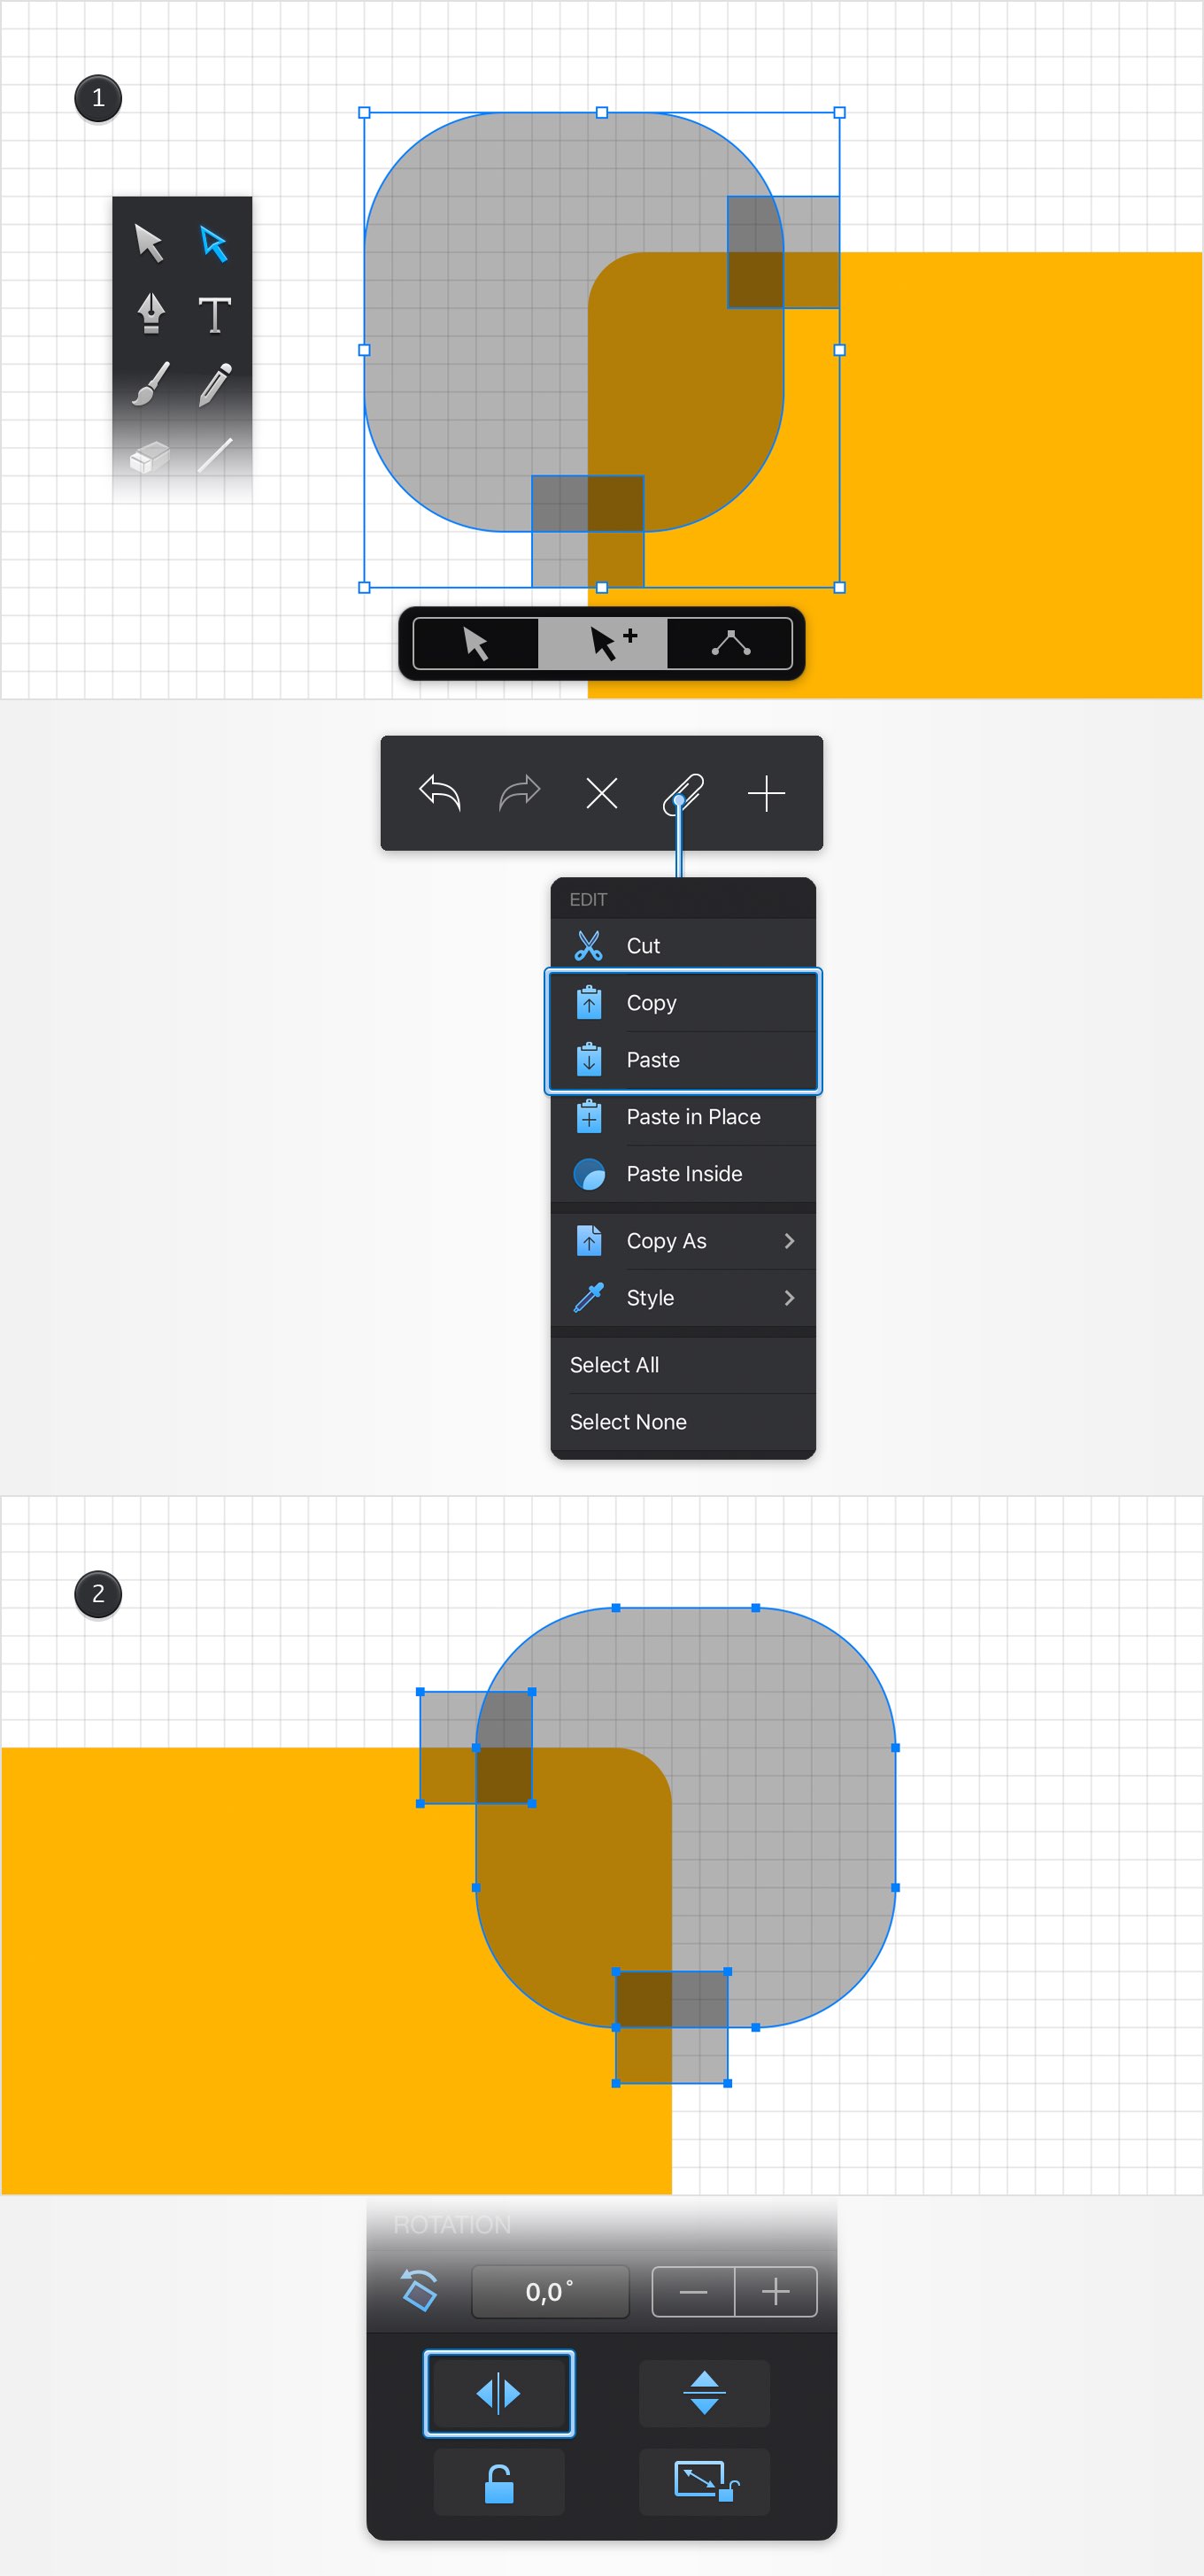 1
T
EDIT
Cut
Copy
Paste
Paste in Place
Paste Inside
Copy As
Style
Select All
Select None
2
ROTATION
0,0°